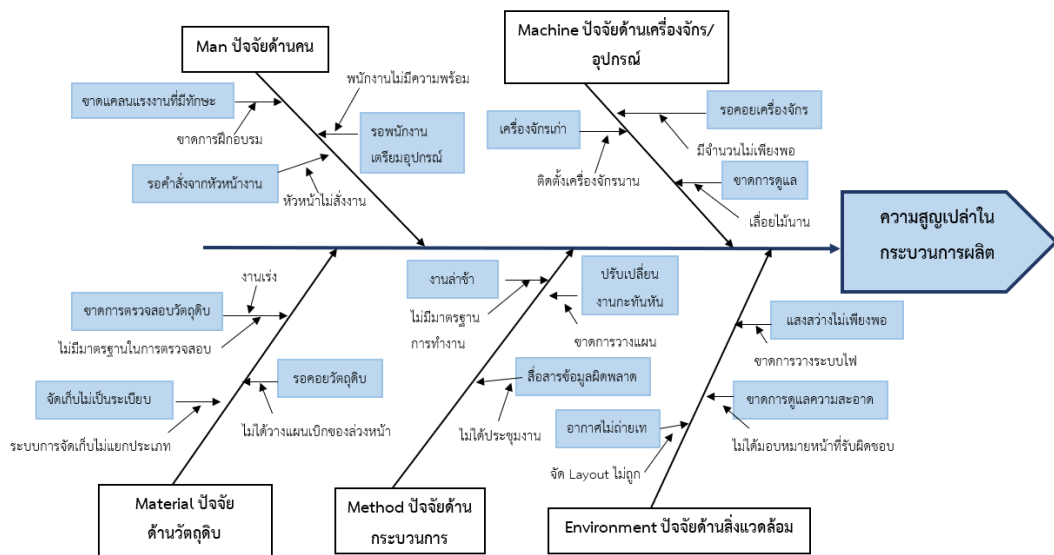 Man ปัจจัยด้านคน
Machine ปัจจัยด้านเครื่องจักร/
อุปกรณ์
ขาดแคลนแรงงานที่มีทักษะ
ขาดการฝึกอบรม
พนักงานไม่มีความพร้อม
รอพนักงาน
เตรียมอุปกรณ์
รอคำสั่งจากหัวหน้างาน
หัวหน้าไม่สั่งงาน
เครื่องจักรเก่า
ติดตั้งเครื่องจักรนาน
รอคอยเครื่องจักร
มีจำนวนไม่เพียงพอ
ขาดการดูแล
เลื่อยไม้นาน
ความสูญเปล่าใน
กระบวนการผลิต
งานเร่ง
ขาดการตรวจสอบวัตถุดิบ
ไม่มีมาตรฐานในการตรวจสอบ
รอคอยวัตถุดิบ
ไม่ได้วางแผนเบิกของล่วงหน้า
จัดเก็บไม่เป็นระเบียบ
ระบบการจัดเก็บไม่แยกประเภท
งานล่าช้า
ไม่มีมาตรฐาน
การทำงาน
ปรับเปลี่ยน
งานกะทันหัน
ขาดการวางแผน
สื่อสารข้อมูลผิดพลาด
ไม่ได้ประชุมงาน
แสงสว่างไม่เพียงพอ
ขาดการวางระบบไฟ
ขาดการดูแลความสะอาด
ไม่ได้มอบหมายหน้าที่รับผิดชอบ
อากาศไม่ถ่ายเท
จัด Layout ไม่ถูก
Material ปัจจัย
ด้านวัตถุดิบ
Method ปัจจัยด้าน
กระบวนการ
Environment ปัจจัยด้านสิ่งแวดล้อม